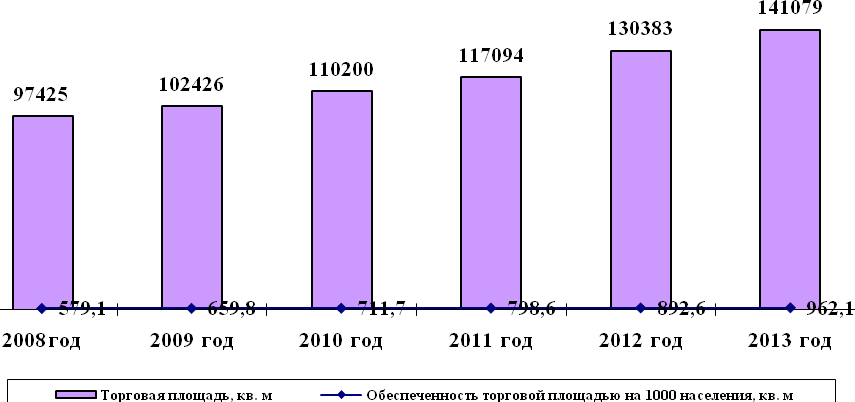 141079
130383
117094
110200
102426
97425
579,1 659,8 711,7 798,6 892,6 962,1
2008 год 2009 год 2010 год 2011 год 2012 год 2013 год
Торговая площадь, кв. м Обеспеченность торговой площадью на 1000 населения, кв. м